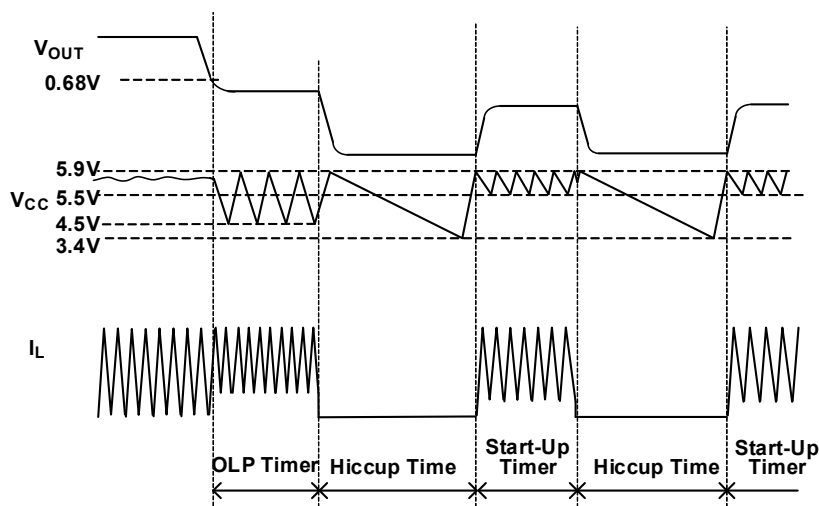 VOUT
0.68V
5.9V
VCC
5.5V
4.5V
3.4V
IL
OLP Timer
Hiccup Time
Start-Up
Timer
Hiccup Time
Start-Up
Timer